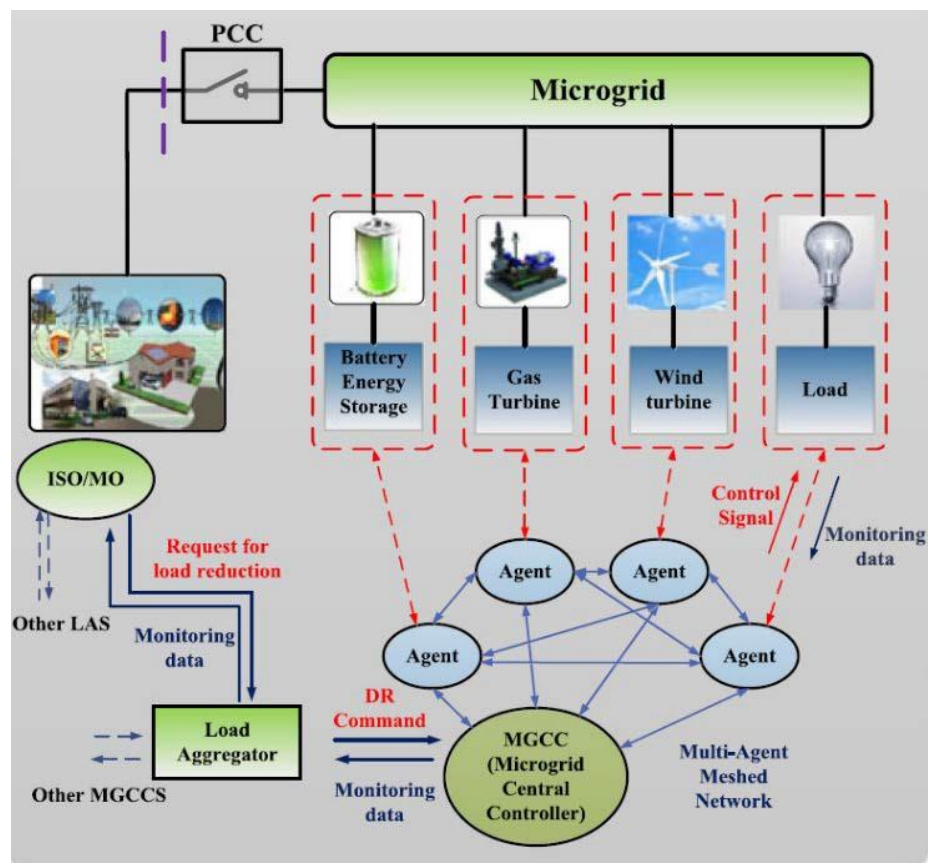 PCC
Microgrid
Battery
Energy
Storage
Gas
Turbine
Wind
turbine
Load
ISO/MO
Control
Signal
Monitoring
data
Request for
load reduction
Agent
Agent
Other LAS
Monitoring
data
Agent
Agent
DR
Command
Load
Aggregator
MGCC
(Microgrid
Central
Controller)
Multi-Agent
Meshed
Network
Other MGCCS
Monitoring
data